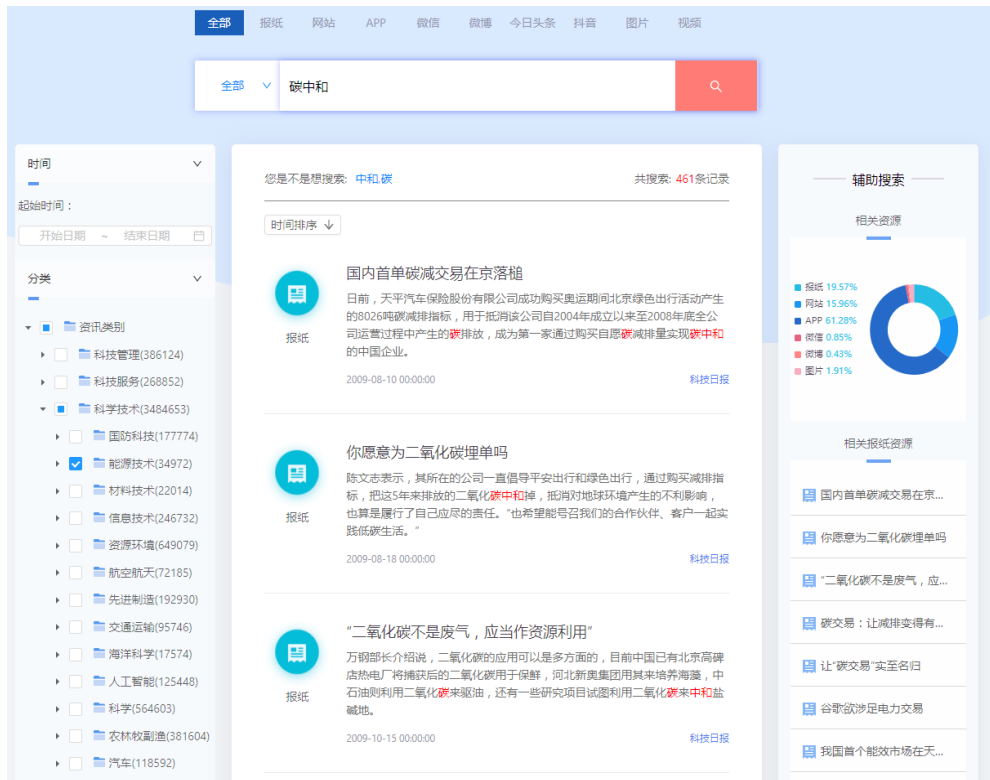 全部 报纸 网站 APP 微信 微博 今日头条 抖音 图片 视频
全部 碳中和
时间
起始时间：
开始日期 ~ 结束日期
分类
资讯类别
科技管理(386124)
科技服务(268852)
科学技术(3484653)
国防科技(177774)
能源技术(34972)
材料技术(22014)
信息技术(246732)
资源环境(649079)
航空航天(72185)
先进制造(192930)
交通运输(95746)
海洋科学(17574)
人工智能(125448)
科学(564603)
农林牧副渔(381604)
汽车(118592)
您是不是想搜索: 中和,碳 共搜索: 461条记录
时间排序
国内首单碳减交易在京落槌
日前，天平汽车保险股份有限公司成功购买奥运期间北京绿色出行活动产生
的8026吨碳减排指标，用于抵消该公司自2004年成立以来至2008年底全公
司运营过程中产生的碳排放，成为第一家通过购买自愿碳减排量实现碳中和
的中国企业。
报纸
2009-08-10 00:00:00 科技日报
你愿意为二氧化碳埋单吗
陈文志表示，其所在的公司一直倡导平安出行和绿色出行，通过购买减排指
标，把这5年来排放的二氧化碳中和掉，抵消对地球环境产生的不利影响，
也算是履行了自己应尽的责任。“也希望能号召我们的合作伙伴、客户一起实
践低碳生活。”
报纸
2009-08-18 00:00:00 科技日报
“二氧化碳不是废气，应当作资源利用”
万钢部长介绍说，二氧化碳的应用可以是多方面的，目前中国已有北京高碑
店热电厂将捕获后的二氧化碳用于保鲜，河北新奥集团用其来培养海藻，中
石油则利用二氧化碳来驱油，还有一些研究项目试图利用二氧化碳来中和盐
碱地。
报纸
2009-10-15 00:00:00 科技日报
辅助搜索
相关资源
报纸 19.57%
网站 15.96%
APP 61.28%
微信 0.85%
微博 0.43%
图片 1.91%
相关报纸资源
国内首单碳减交易在京...
你愿意为二氧化碳埋单吗
“二氧化碳不是废气，应...
碳交易：让减排变得有...
让“碳交易”实至名归
谷歌欲涉足电力交易
我国首个能效市场在天...